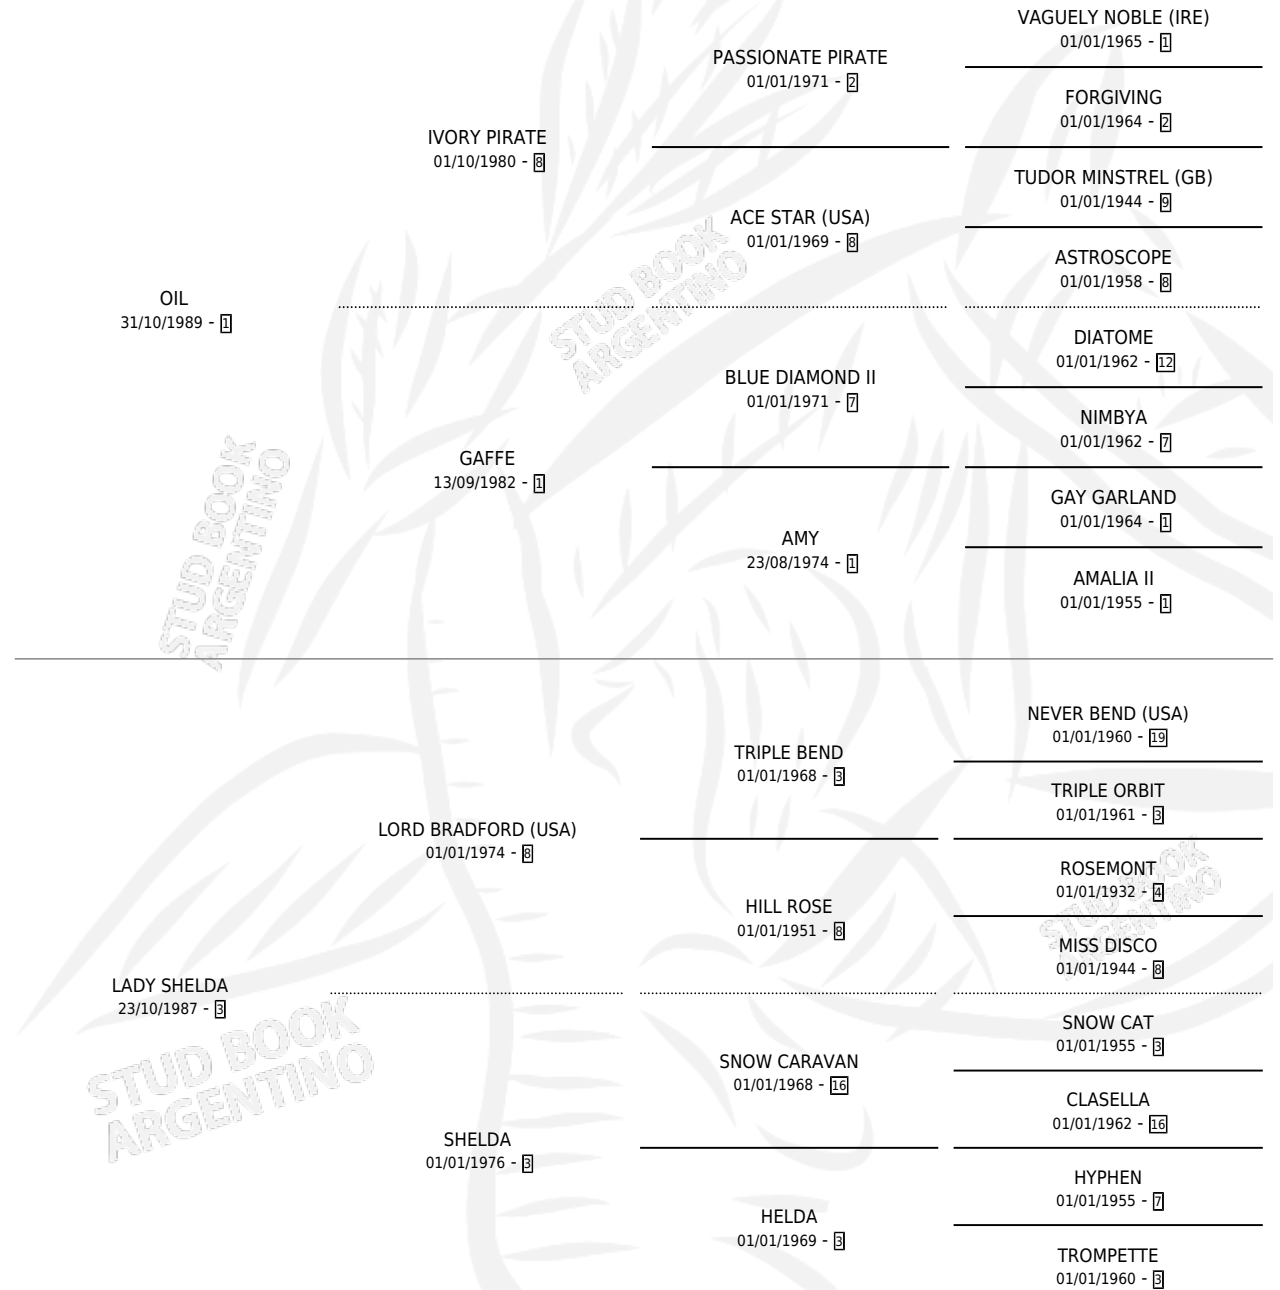 VAGUELY NOBLE (IRE)
01/01/1965 - 1
PASSIONATE PIRATE
01/01/1971 - 2
FORGIVING
01/01/1964 - 2
IVORY PIRATE
01/10/1980 - 8
TUDOR MINSTREL (GB)
01/01/1944 - 9
ACE STAR (USA)
01/01/1969 - 8
ASTROSCOPE
01/01/1958 - 8
OIL
31/10/1989 - 1
DIATOME
01/01/1962 - 12
BLUE DIAMOND II
01/01/1971 - 7
NIMBYA
01/01/1962 - 7
GAFFE
13/09/1982 - 1
GAY GARLAND
01/01/1964 - 1
AMY
23/08/1974 - 1
AMALIA II
01/01/1955 - 1
NEVER BEND (USA)
01/01/1960 - 19
TRIPLE BEND
01/01/1968 - 3
TRIPLE ORBIT
01/01/1961 - 3
LORD BRADFORD (USA)
01/01/1974 - 8
ROSEMONT
01/01/1932 - 4
HILL ROSE
01/01/1951 - 8
MISS DISCO
01/01/1944 - 8
LADY SHELDA
23/10/1987 - 3
SNOW CAT
01/01/1955 - 3
SNOW CARAVAN
01/01/1968 - 16
CLASELLA
01/01/1962 - 16
SHELDA
01/01/1976 - 3
HYPHEN
01/01/1955 - 7
HELDA
01/01/1969 - 3
TROMPETTE
01/01/1960 - 3
STUD BOOK
ARGENTINO
STUD BOOK
ARGENTINO
STUD BOOK
ARGENTINO
STUD BOOK
ARGENTINO